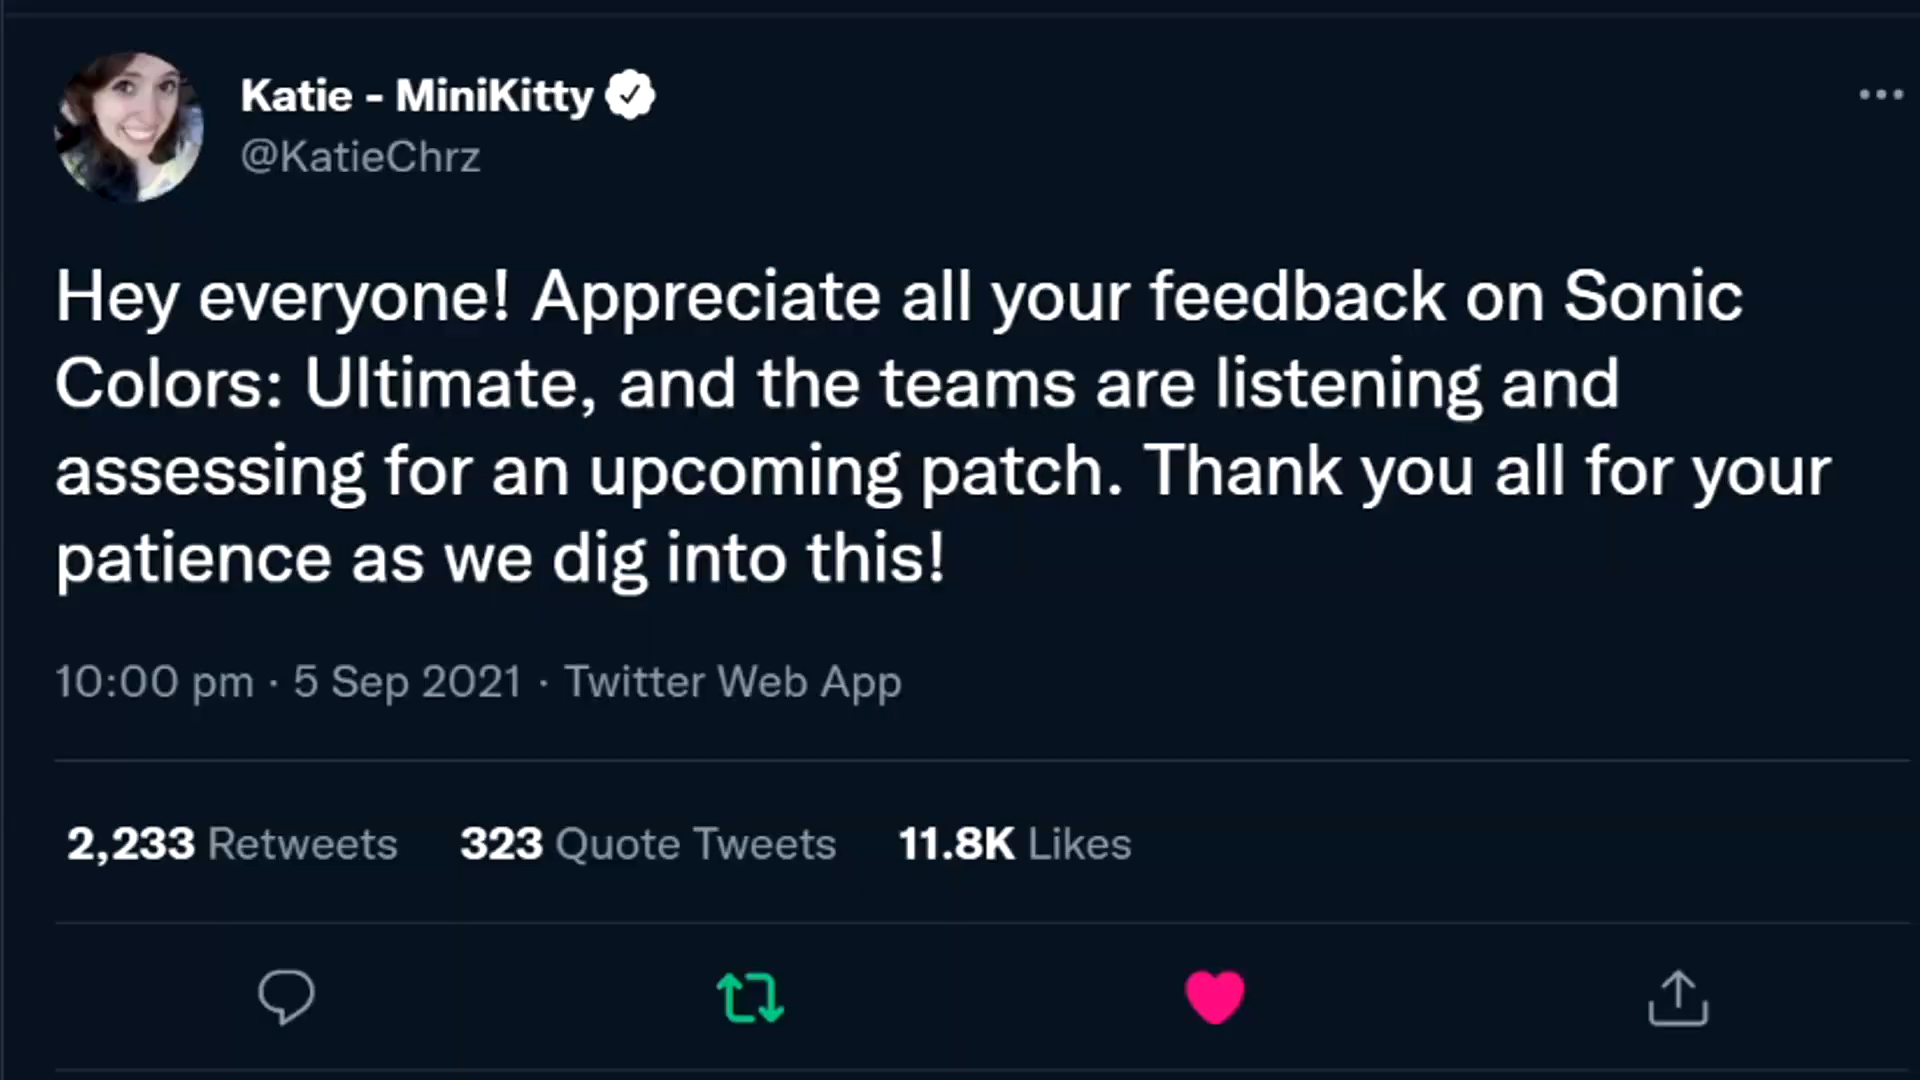 Katie - MiniKitty
@KatieChrz
Hey everyone! Appreciate all your feedback on Sonic
Colors: Ultimate, and the teams are listening and
assessing for an upcoming patch. Thank you all for your
patience as we dig into this!
10:00 pm · 5 Sep 2021 · Twitter Web App
2,233 Retweets 323 Quote Tweets 11.8K Likes